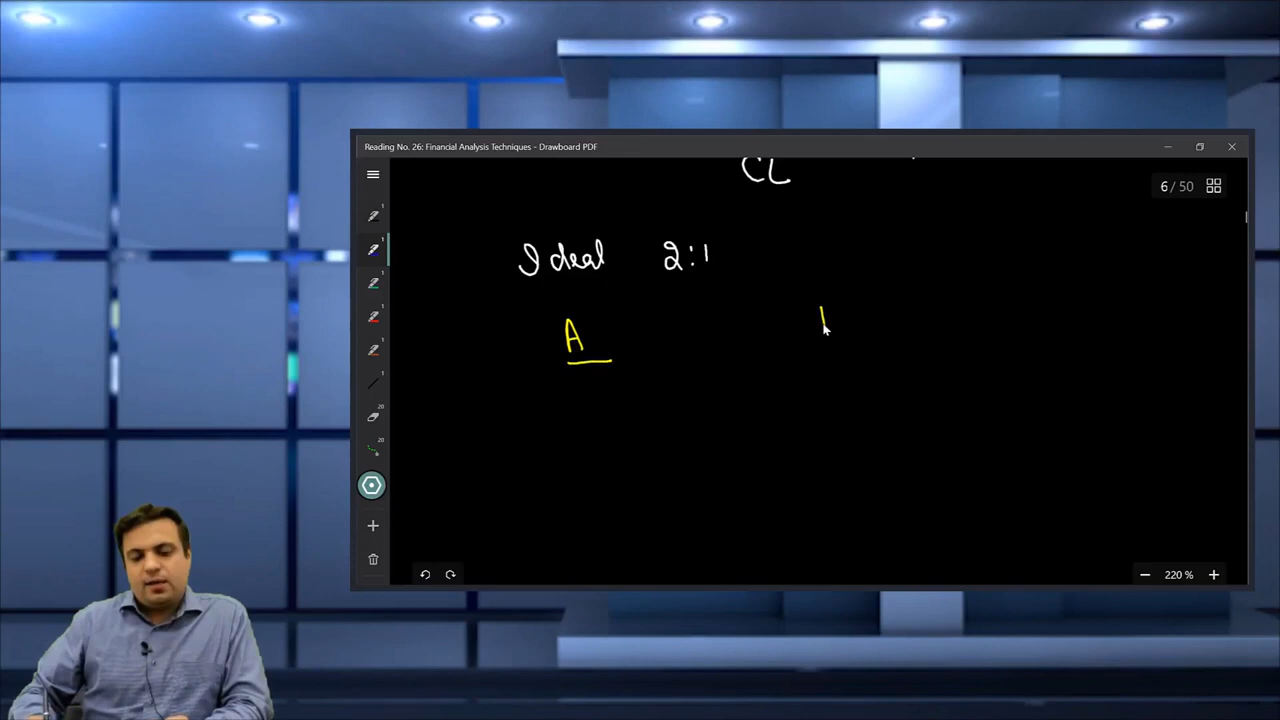 Reading No. 26: Financial Analysis Techniques - Drawboard PDF
CL
6 / 50
Ideal 2:1
A
220 %